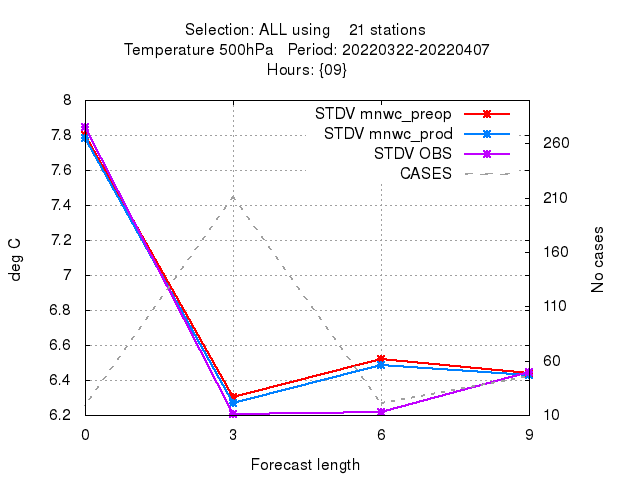 Selection: ALL using    21 stations
Temperature 500hPa   Period: 20220322-20220407
Hours: {09}
STDV mnwc_preop
STDV mnwc_prod
STDV OBS
CASES
8
7.8
7.6
7.4
7.2
7
6.8
6.6
6.4
6.2
deg C
260
210
160
110
60
10
No cases
0
3
6
9
Forecast length